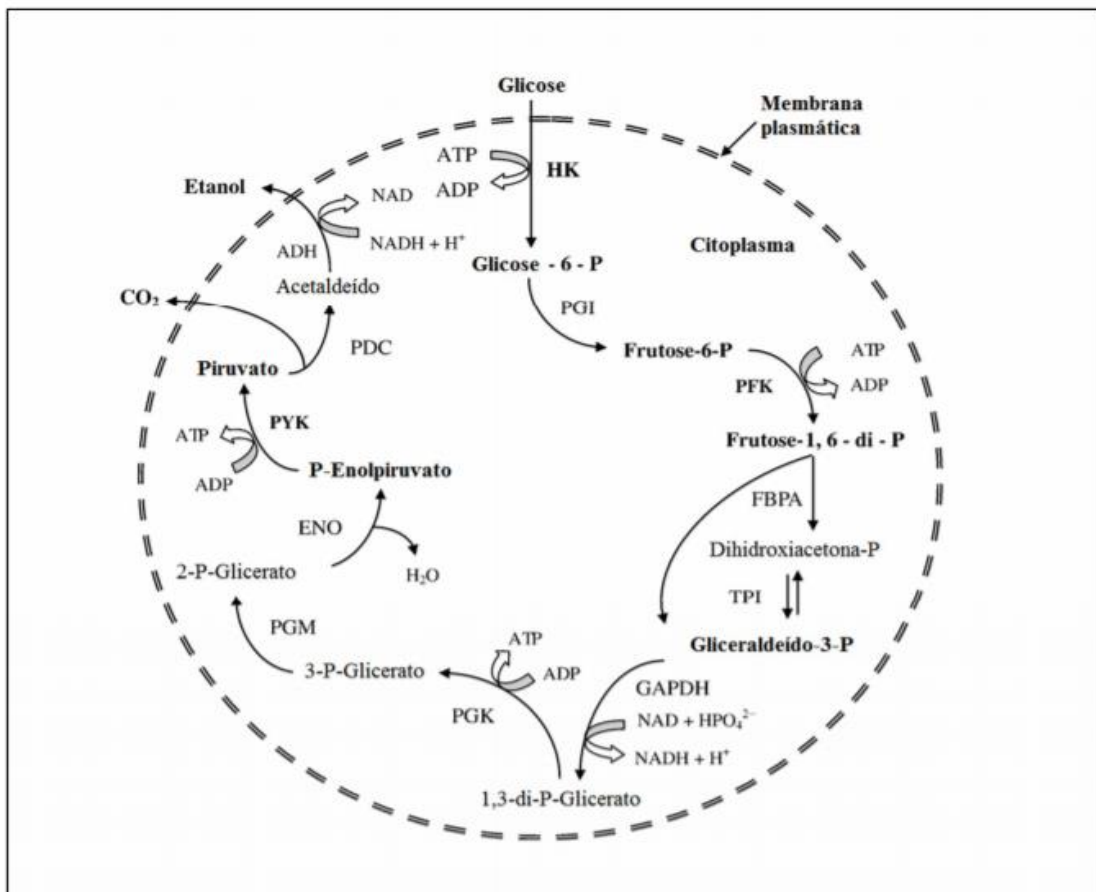 Glicose
Membrana
plasmática
ATP
HK
ADP
Etanol
NAD
NADH + H⁺
ADH
Citoplasma
Glicose - 6 - P
Acetaldeído
CO₂
PGI
PDC
Frutose-6-P
ATP
PFK
ADP
Piruvato
PYK
ATP
ADP
P-Enolpiruvato
Frutose-1, 6 - di - P
FBPA
ENO
H₂O
Dihidroxiacetona-P
TPI
2-P-Glicerato
PGM
Gliceraldeído-3-P
3-P-Glicerato
ATP
ADP
PGK
GAPDH
NAD + HPO₄²⁻
NADH + H⁺
1,3-di-P-Glicerato